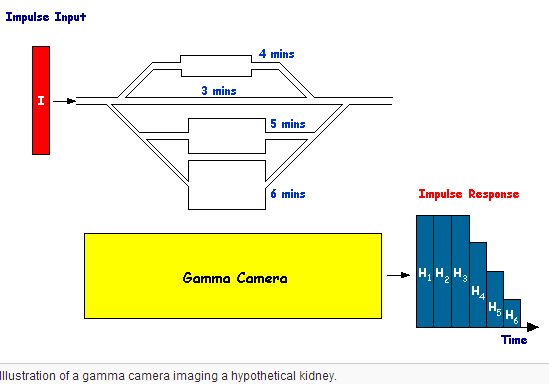 Impulse Input
I
4 mins
3 mins
5 mins
6 mins
Impulse Response
Gamma Camera
H1 H2 H3 H4 H5 H6
Time
Illustration of a gamma camera imaging a hypothetical kidney.